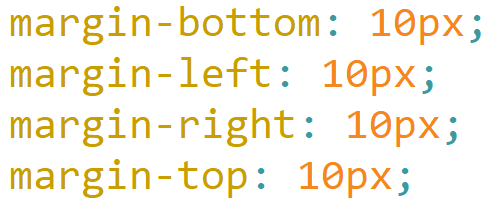 margin-bottom: 10px;
margin-left: 10px;
margin-right: 10px;
margin-top: 10px;